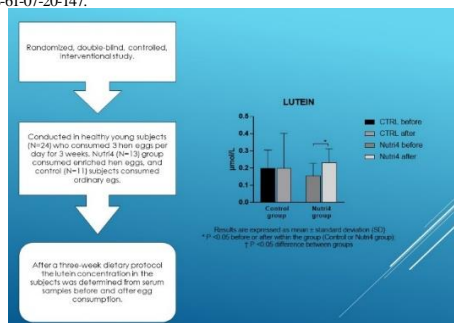 -61-07-20-147.
Randomized, double-blind, controlled,
interventional study.
Conducted in healthy young subjects
(N=24) who consumed 3 hen eggs per
day for 3 weeks. Nutri4 (N=13) group
consumed enriched hen eggs, and
control (N=11) subjects consumed
ordinary egs.
After a three-week dietary protocol
the lutein concentration in the
subjects was determined from serum
samples before and after egg
consumption.
LUTEIN
µmol/L
0.5
0.4
0.3
0.2
0.1
0.0
*
Control
group
Nutri4
group
CTRL before
CTRL after
Nutri4 before
Nutri4 after
Results are expressed as mean ± standard deviation (SD)
* P <0.05 before or after within the group (Control or Nutri4 group)
† P <0.05 difference between groups